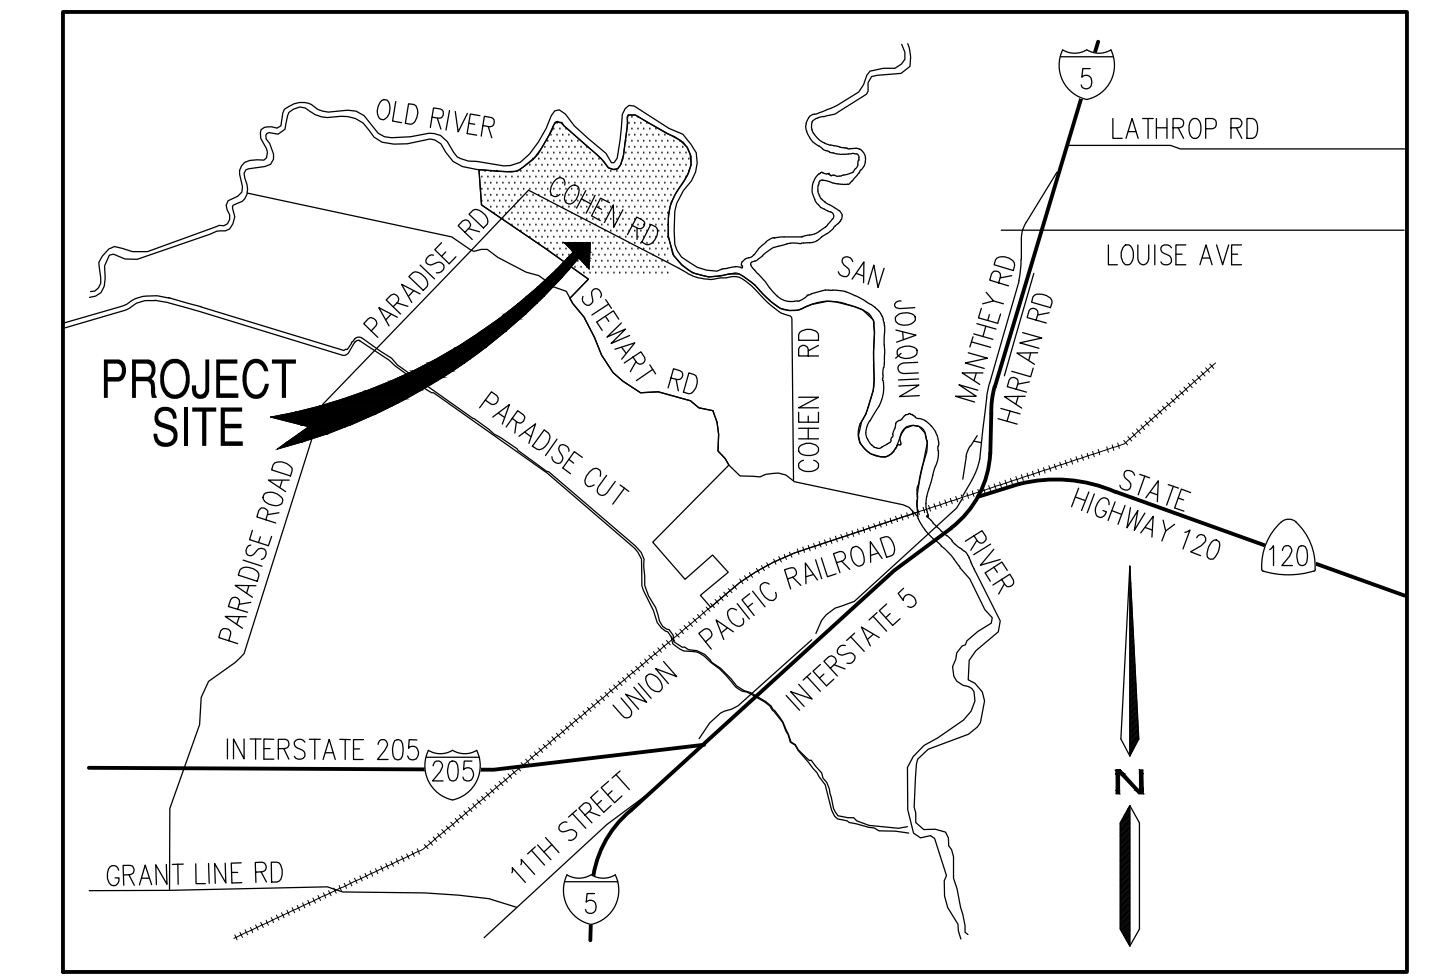 5
OLD RIVER
LATHROP RD
COHEN RD
PARADISE RD
LOUISE AVE
SAN
JOAQUIN
RIVER
MANTHEY RD
HARLAN RD
STEWART RD
COHEN RD
PROJECT
SITE
PARADISE CUT
PARADISE ROAD
STATE
HIGHWAY 120
120
UNION PACIFIC RAILROAD
INTERSTATE 5
INTERSTATE 205
205
N
11TH STREET
GRANT LINE RD
5